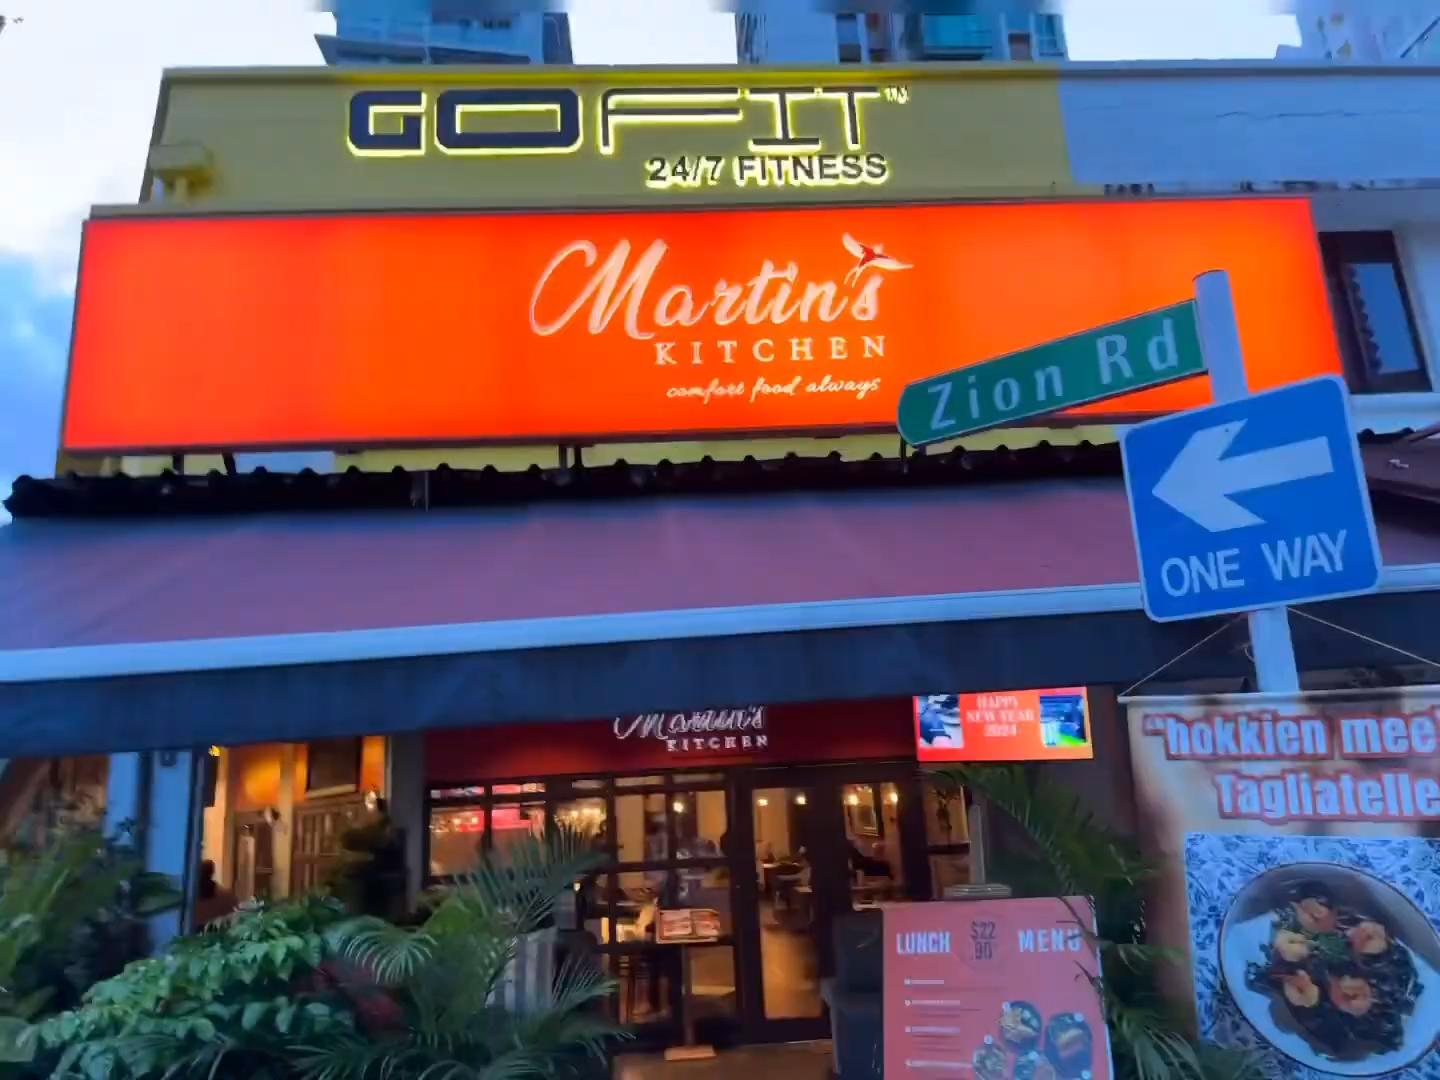 GOFIT™
24/7 FITNESS
Martin's
KITCHEN
comfort food always
Zion Rd
ONE WAY
Martin's
KITCHEN
HAPPY
NEW YEAR
2024
"hokkien mee"
Tagliatelle
LUNCH $22.90 MENU